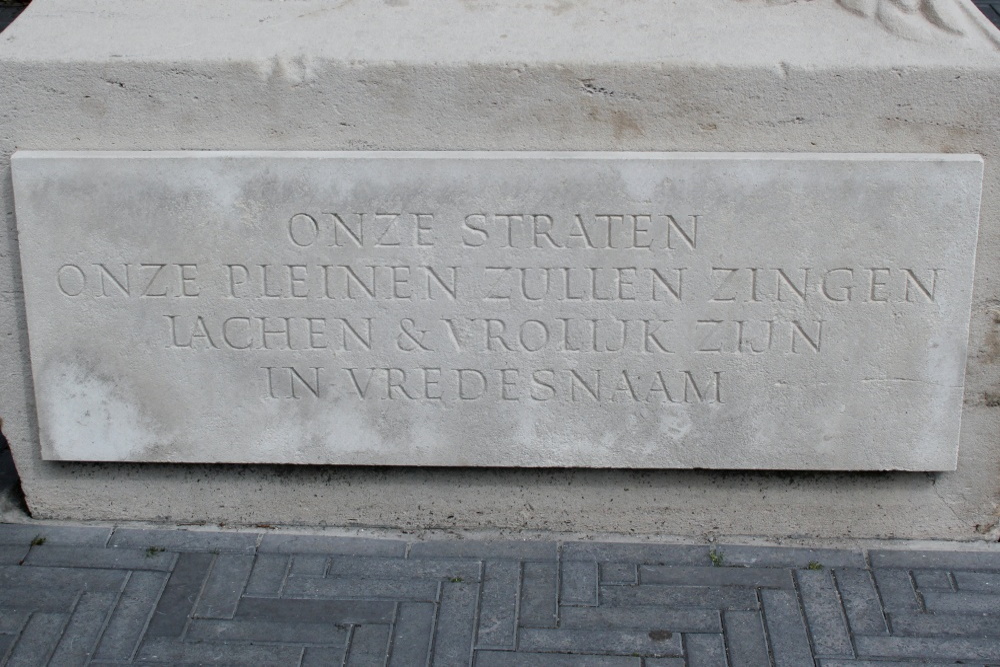 ONZE STRATEN
ONZE PLEINEN ZULLEN ZINGEN
LACHEN & VROLIJK ZIJN
IN VREDESNAAM